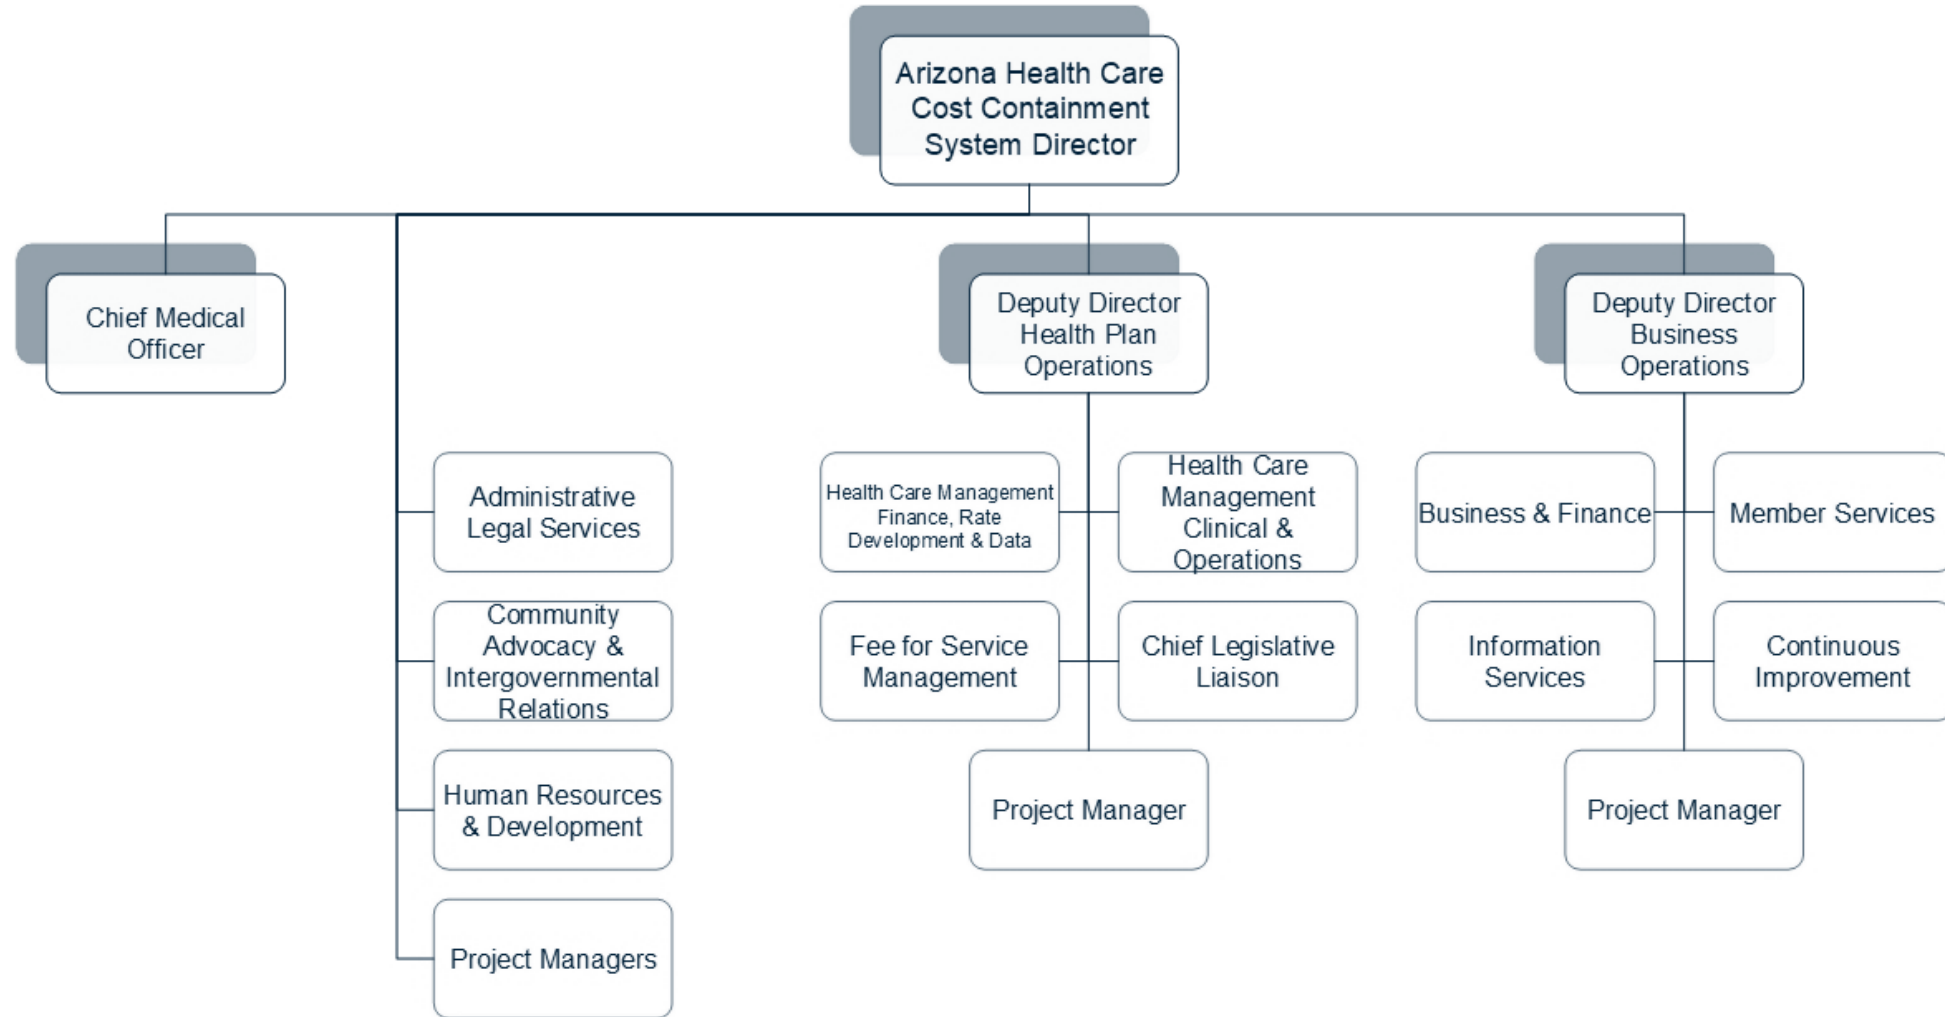 Arizona Health Care
Cost Containment
System Director
Chief Medical
Officer
Deputy Director
Health Plan
Operations
Deputy Director
Business
Operations
Administrative
Legal Services
Community
Advocacy &
Intergovernmental
Relations
Human Resources
& Development
Project Managers
Health Care Management
Finance, Rate
Development & Data
Health Care
Management
Clinical &
Operations
Fee for Service
Management
Chief Legislative
Liaison
Project Manager
Business & Finance
Member Services
Information
Services
Continuous
Improvement
Project Manager